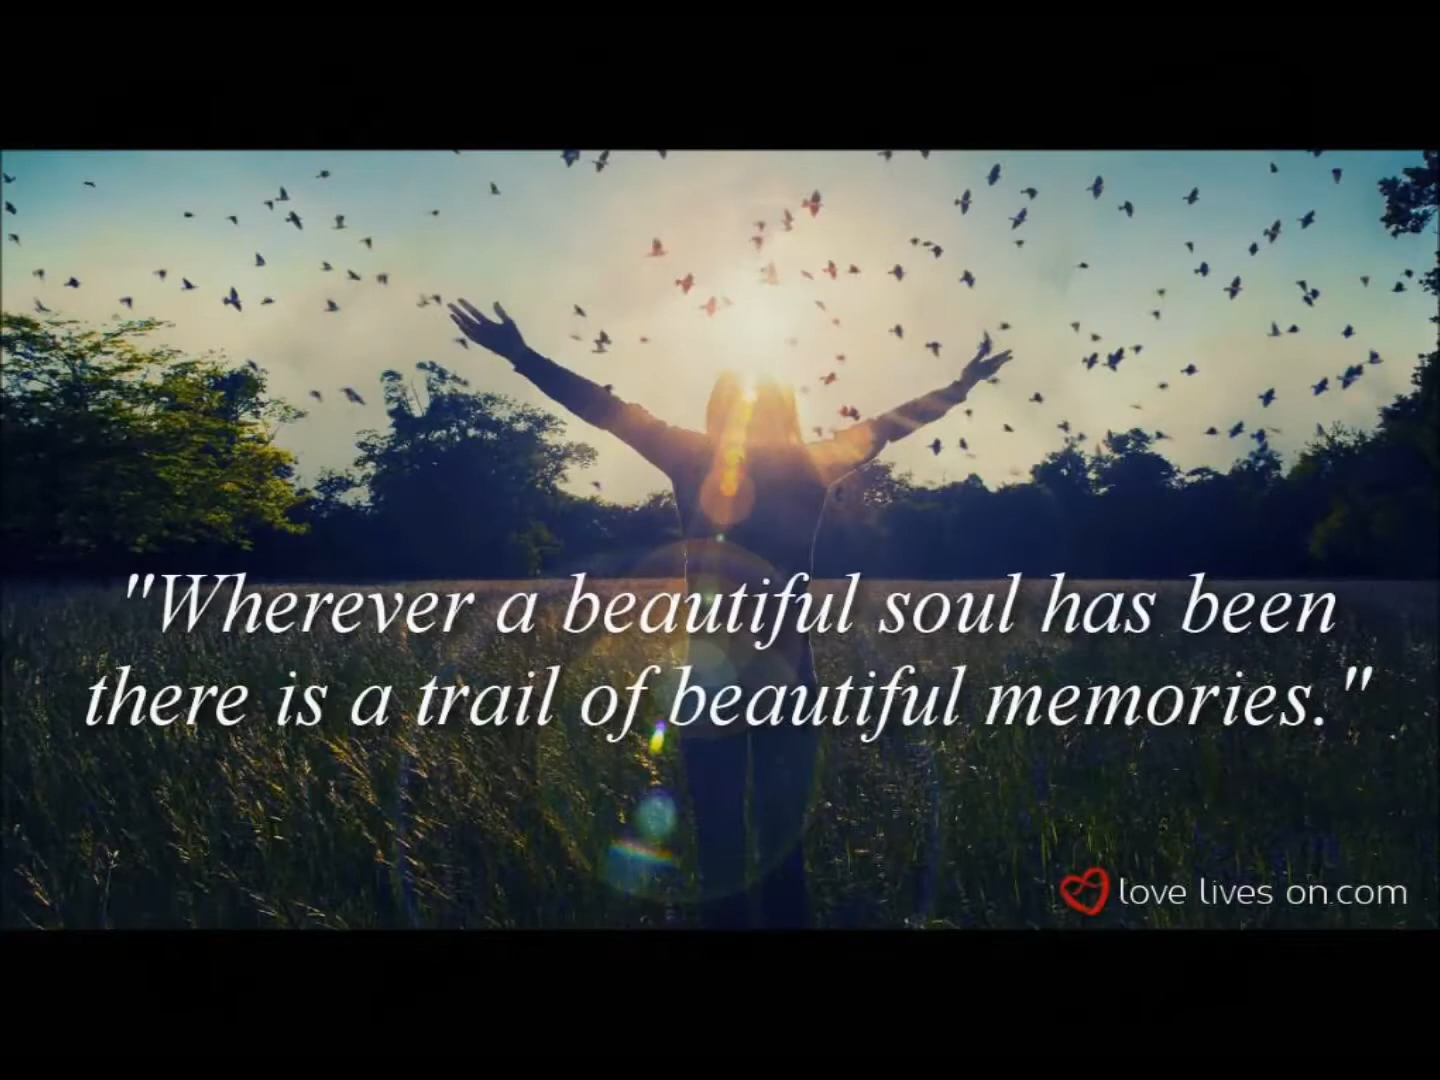 "Wherever a beautiful soul has been
there is a trail of beautiful memories."
love lives on.com